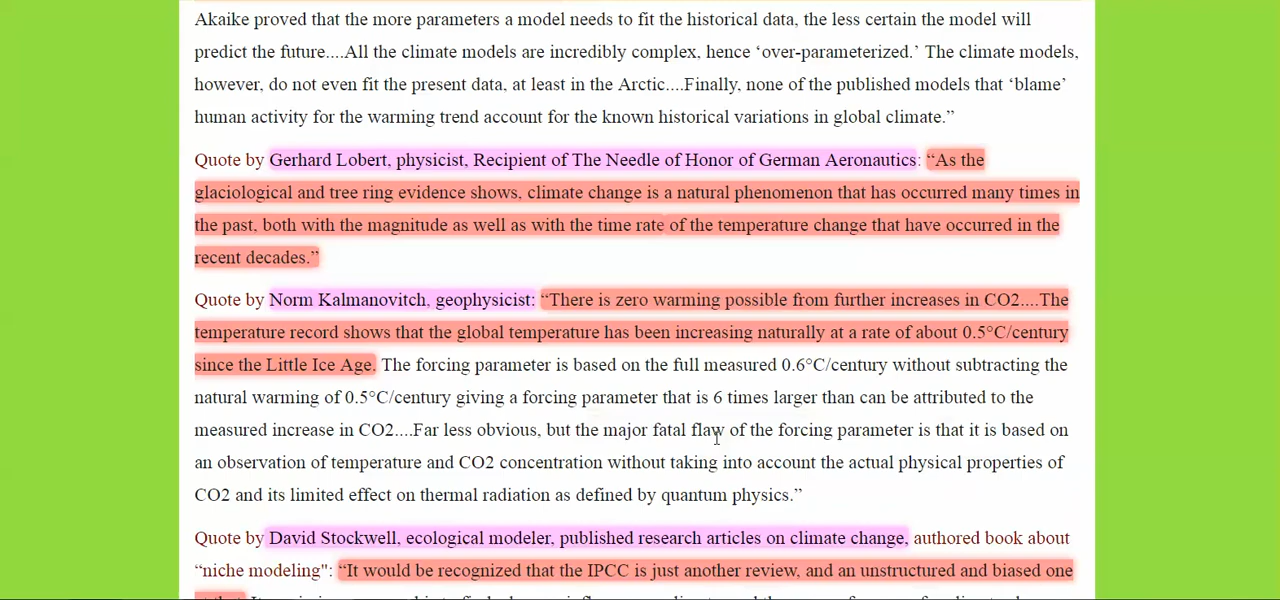 Akaike proved that the more parameters a model needs to fit the historical data, the less certain the model will
predict the future....All the climate models are incredibly complex, hence ‘over-parameterized.’ The climate models,
however, do not even fit the present data, at least in the Arctic....Finally, none of the published models that ‘blame’
human activity for the warming trend account for the known historical variations in global climate.”
Quote by Gerhard Lobert, physicist, Recipient of The Needle of Honor of German Aeronautics: “As the
glaciological and tree ring evidence shows, climate change is a natural phenomenon that has occurred many times in
the past, both with the magnitude as well as with the time rate of the temperature change that have occurred in the
recent decades.”
Quote by Norm Kalmanovitch, geophysicist: “There is zero warming possible from further increases in CO2....The
temperature record shows that the global temperature has been increasing naturally at a rate of about 0.5°C/century
since the Little Ice Age. The forcing parameter is based on the full measured 0.6°C/century without subtracting the
natural warming of 0.5°C/century giving a forcing parameter that is 6 times larger than can be attributed to the
measured increase in CO2....Far less obvious, but the major fatal flaw of the forcing parameter is that it is based on
an observation of temperature and CO2 concentration without taking into account the actual physical properties of
CO2 and its limited effect on thermal radiation as defined by quantum physics.”
Quote by David Stockwell, ecological modeler, published research articles on climate change, authored book about
“niche modeling": “It would be recognized that the IPCC is just another review, and an unstructured and biased one